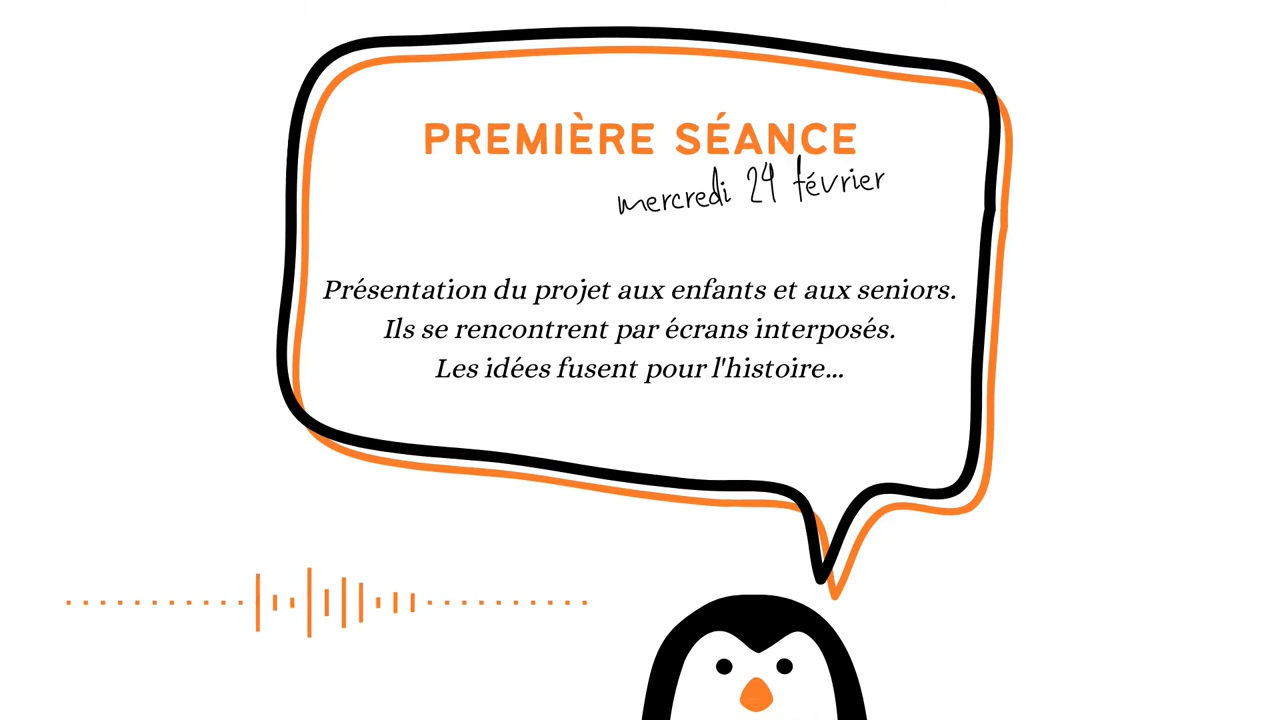 PREMIÈRE SÉANCE
mercredi 24 février
Présentation du projet aux enfants et aux seniors.
Ils se rencontrent par écrans interposés.
Les idées fusent pour l'histoire...